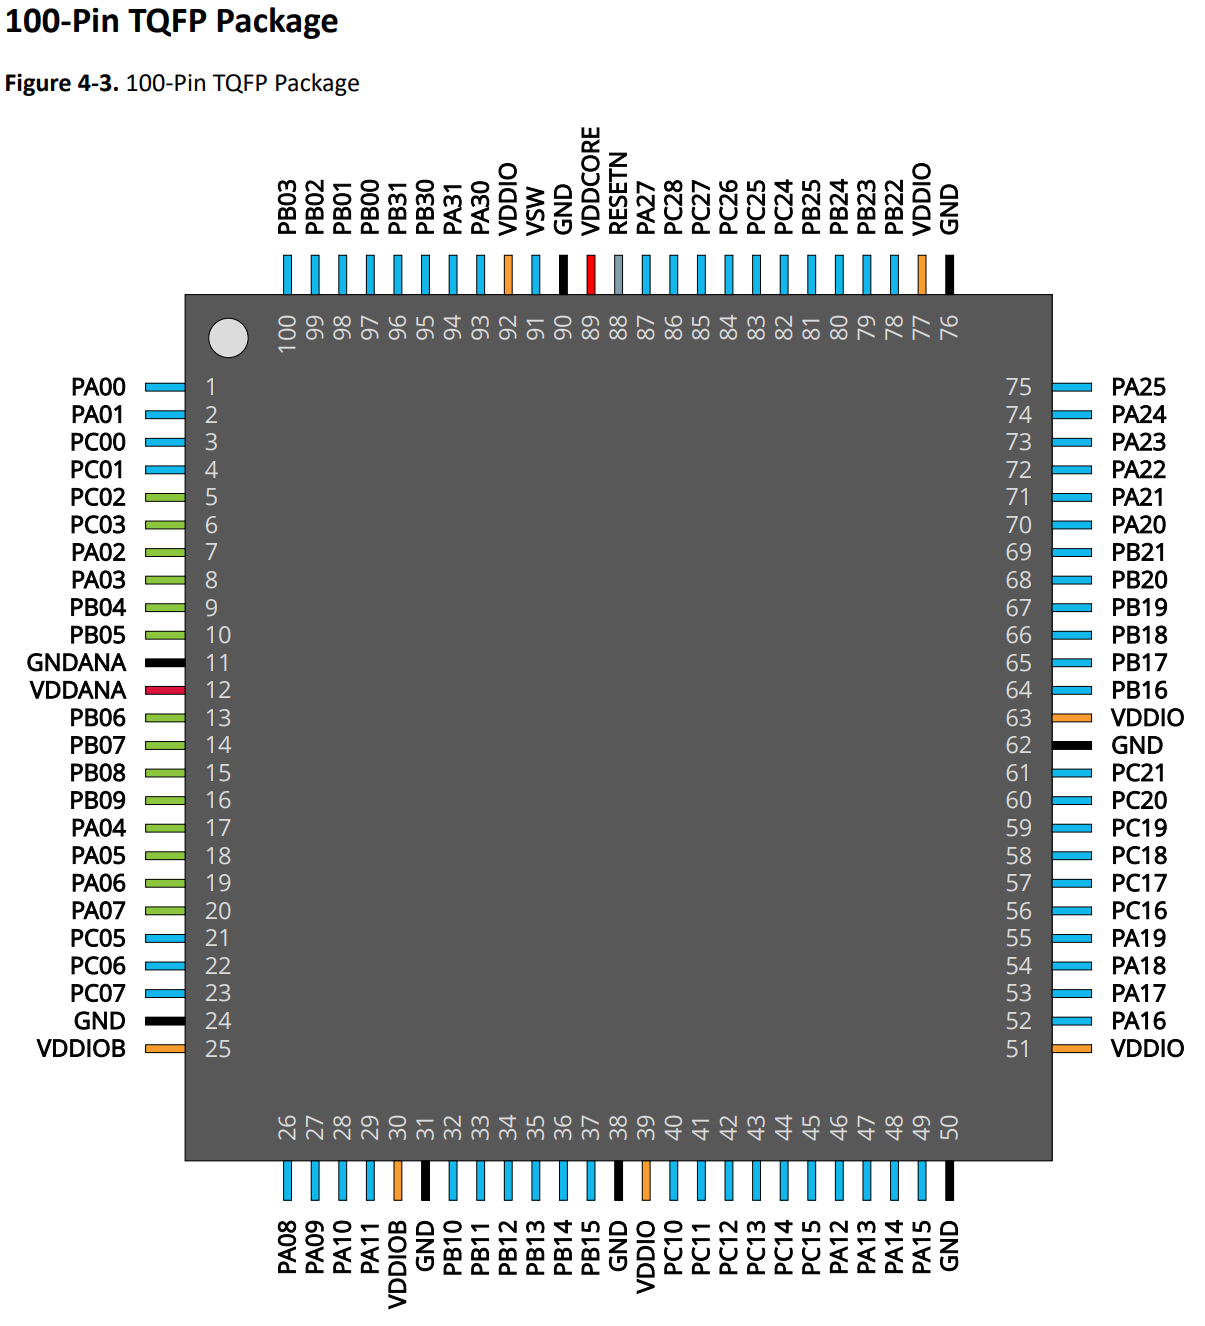 100-Pin TQFP Package
Figure 4-3. 100-Pin TQFP Package
PB03 PB02 PB01 PB00 PB31 PB30 PA31 PA30 VDDIO VSW GND VDDCORE RESETN PA27 PC28 PC27 PC26 PC25 PC24 PB25 PB24 PB23 PB22 VDDIO GND
100 99 98 97 96 95 94 93 92 91 90 89 88 87 86 85 84 83 82 81 80 79 78 77 76
PA00 1 75 PA25
PA01 2 74 PA24
PC00 3 73 PA23
PC01 4 72 PA22
PC02 5 71 PA21
PC03 6 70 PA20
PA02 7 69 PB21
PA03 8 68 PB20
PB04 9 67 PB19
PB05 10 66 PB18
GNDANA 11 65 PB17
VDDANA 12 64 PB16
PB06 13 63 VDDIO
PB07 14 62 GND
PB08 15 61 PC21
PB09 16 60 PC20
PA04 17 59 PC19
PA05 18 58 PC18
PA06 19 57 PC17
PA07 20 56 PC16
PC05 21 55 PA19
PC06 22 54 PA18
PC07 23 53 PA17
GND 24 52 PA16
VDDIOB 25 51 VDDIO
26 27 28 29 30 31 32 33 34 35 36 37 38 39 40 41 42 43 44 45 46 47 48 49 50
PA08 PA09 PA10 PA11 VDDIOB GND PB10 PB11 PB12 PB13 PB14 PB15 GND VDDIO PC10 PC11 PC12 PC13 PC14 PC15 PA12 PA13 PA14 PA15 GND